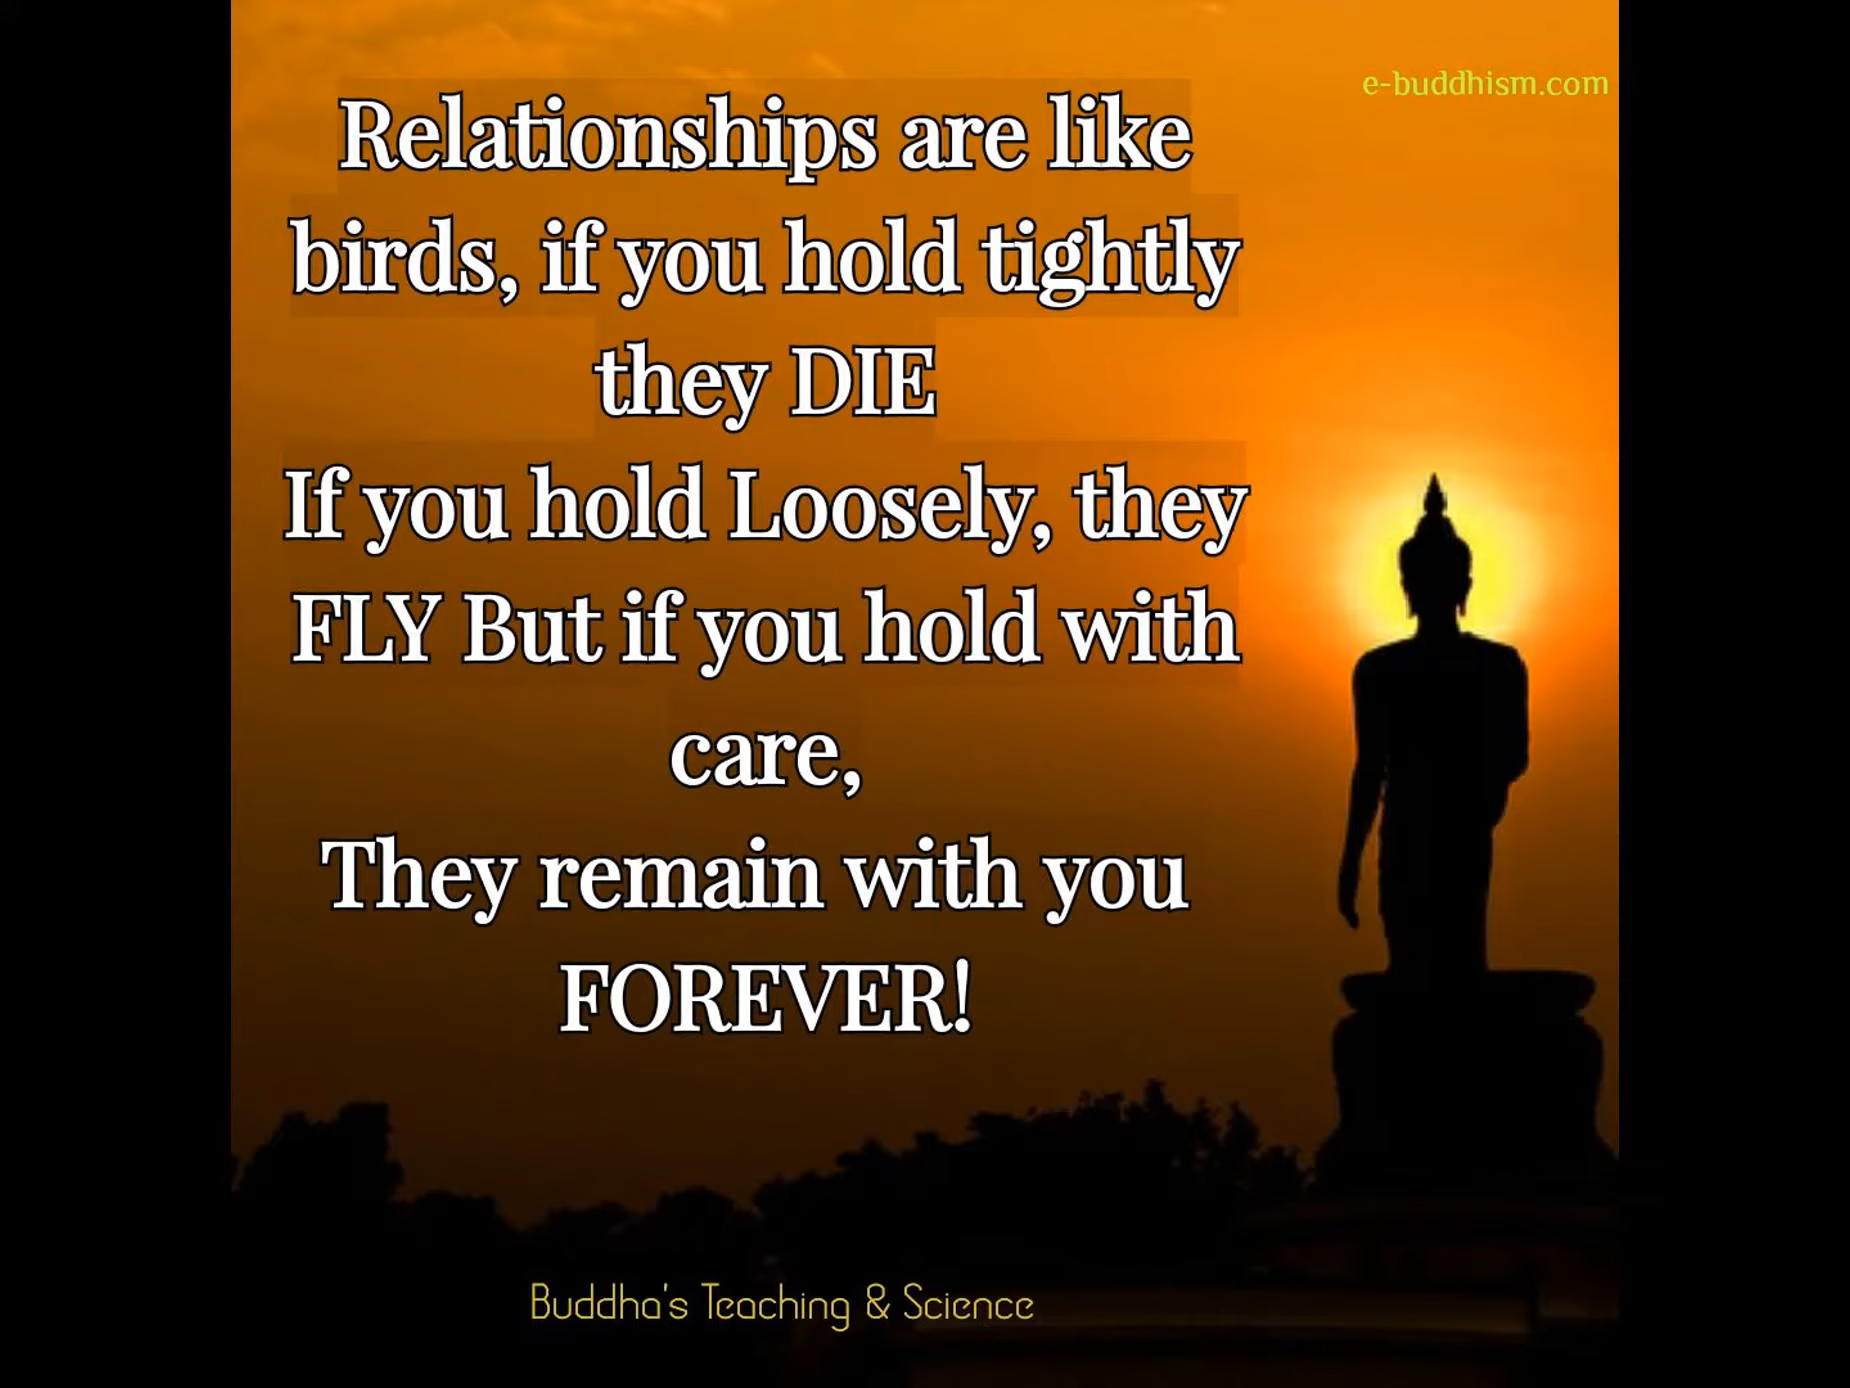 e-buddhism.com
Relationships are like
birds, if you hold tightly
they DIE
If you hold Loosely, they
FLY But if you hold with
care,
They remain with you
FOREVER!
Buddha's Teaching & Science